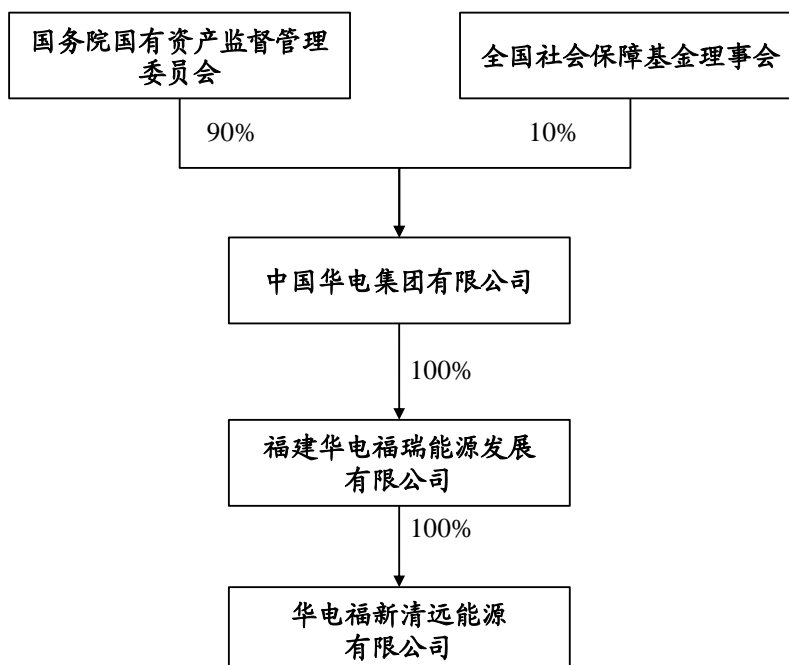 国务院国有资产监督管理
委员会
全国社会保障基金理事会
90%
10%
中国华电集团有限公司
100%
福建华电福瑞能源发展
有限公司
100%
华电福新清远能源
有限公司